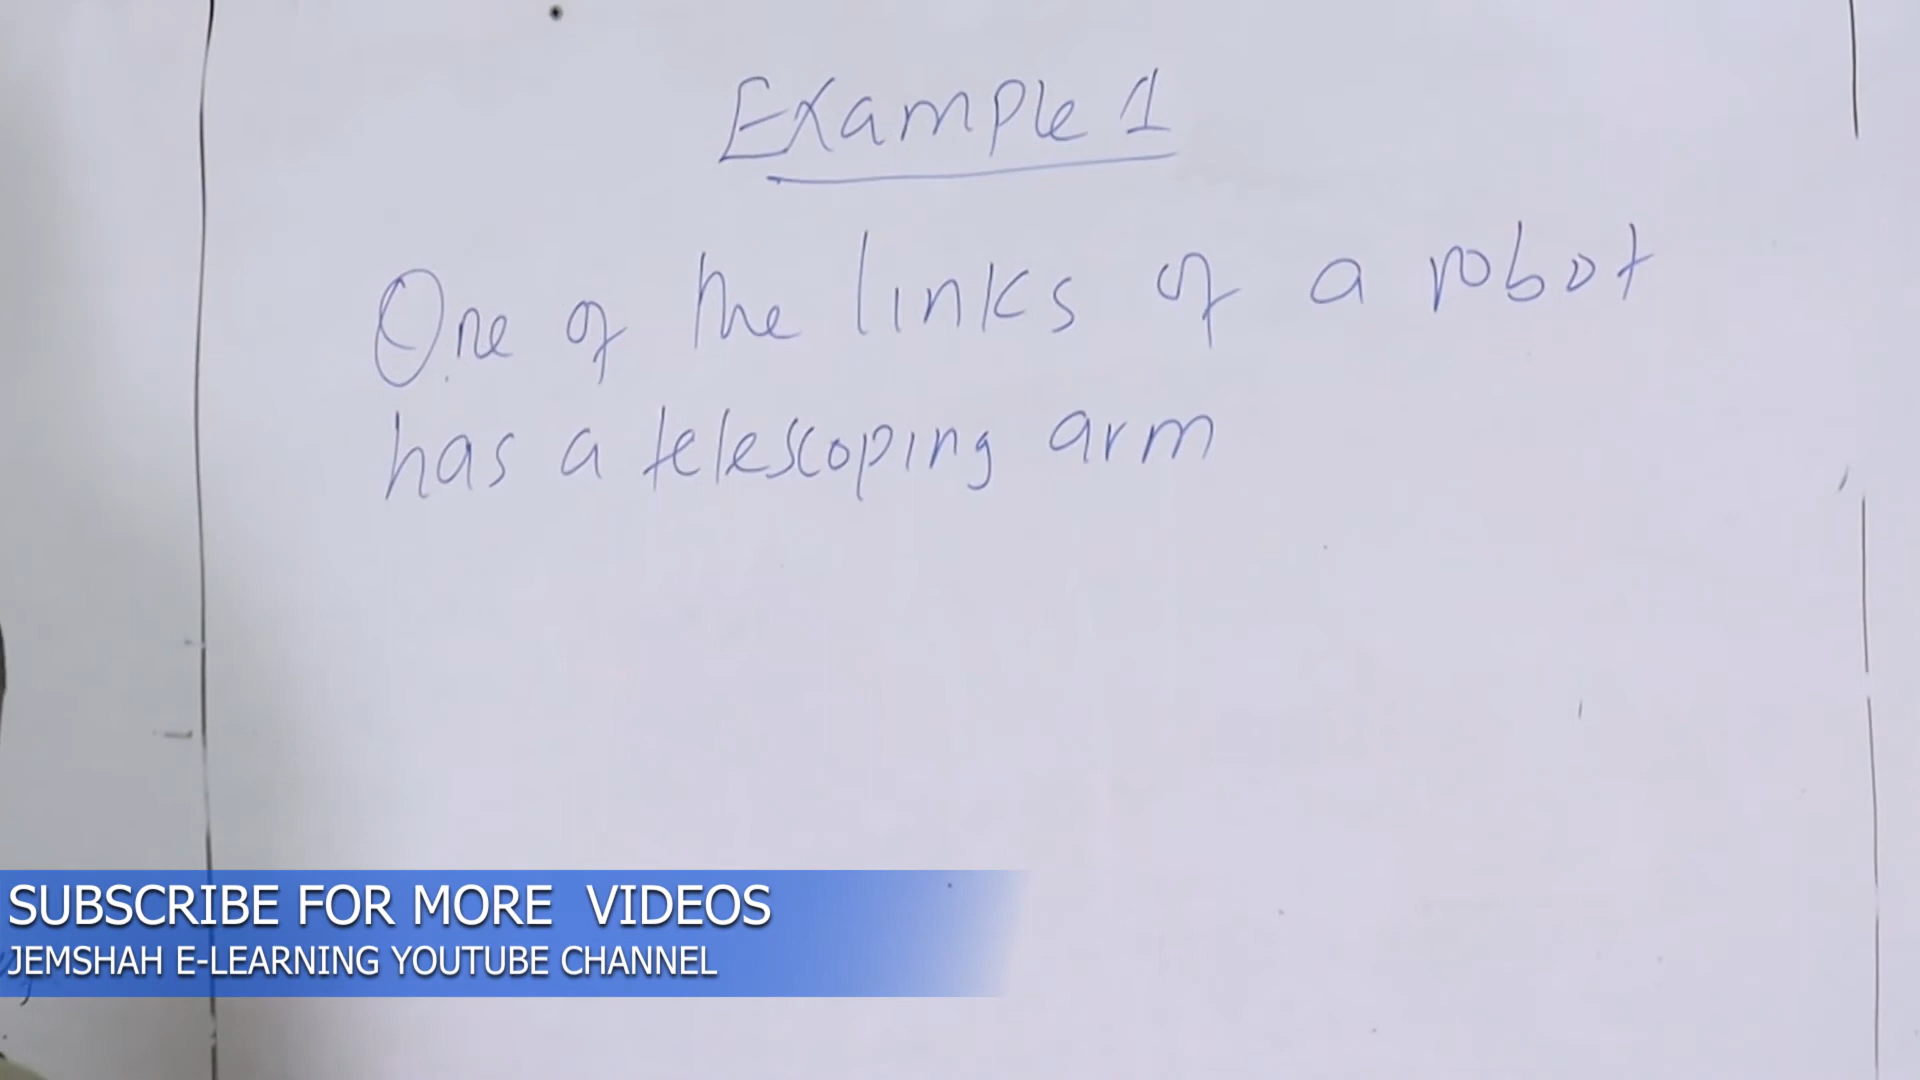 Example 1
One of the links of a robot
has a telescoping arm
SUBSCRIBE FOR MORE VIDEOS
JEMSHAH E-LEARNING YOUTUBE CHANNEL